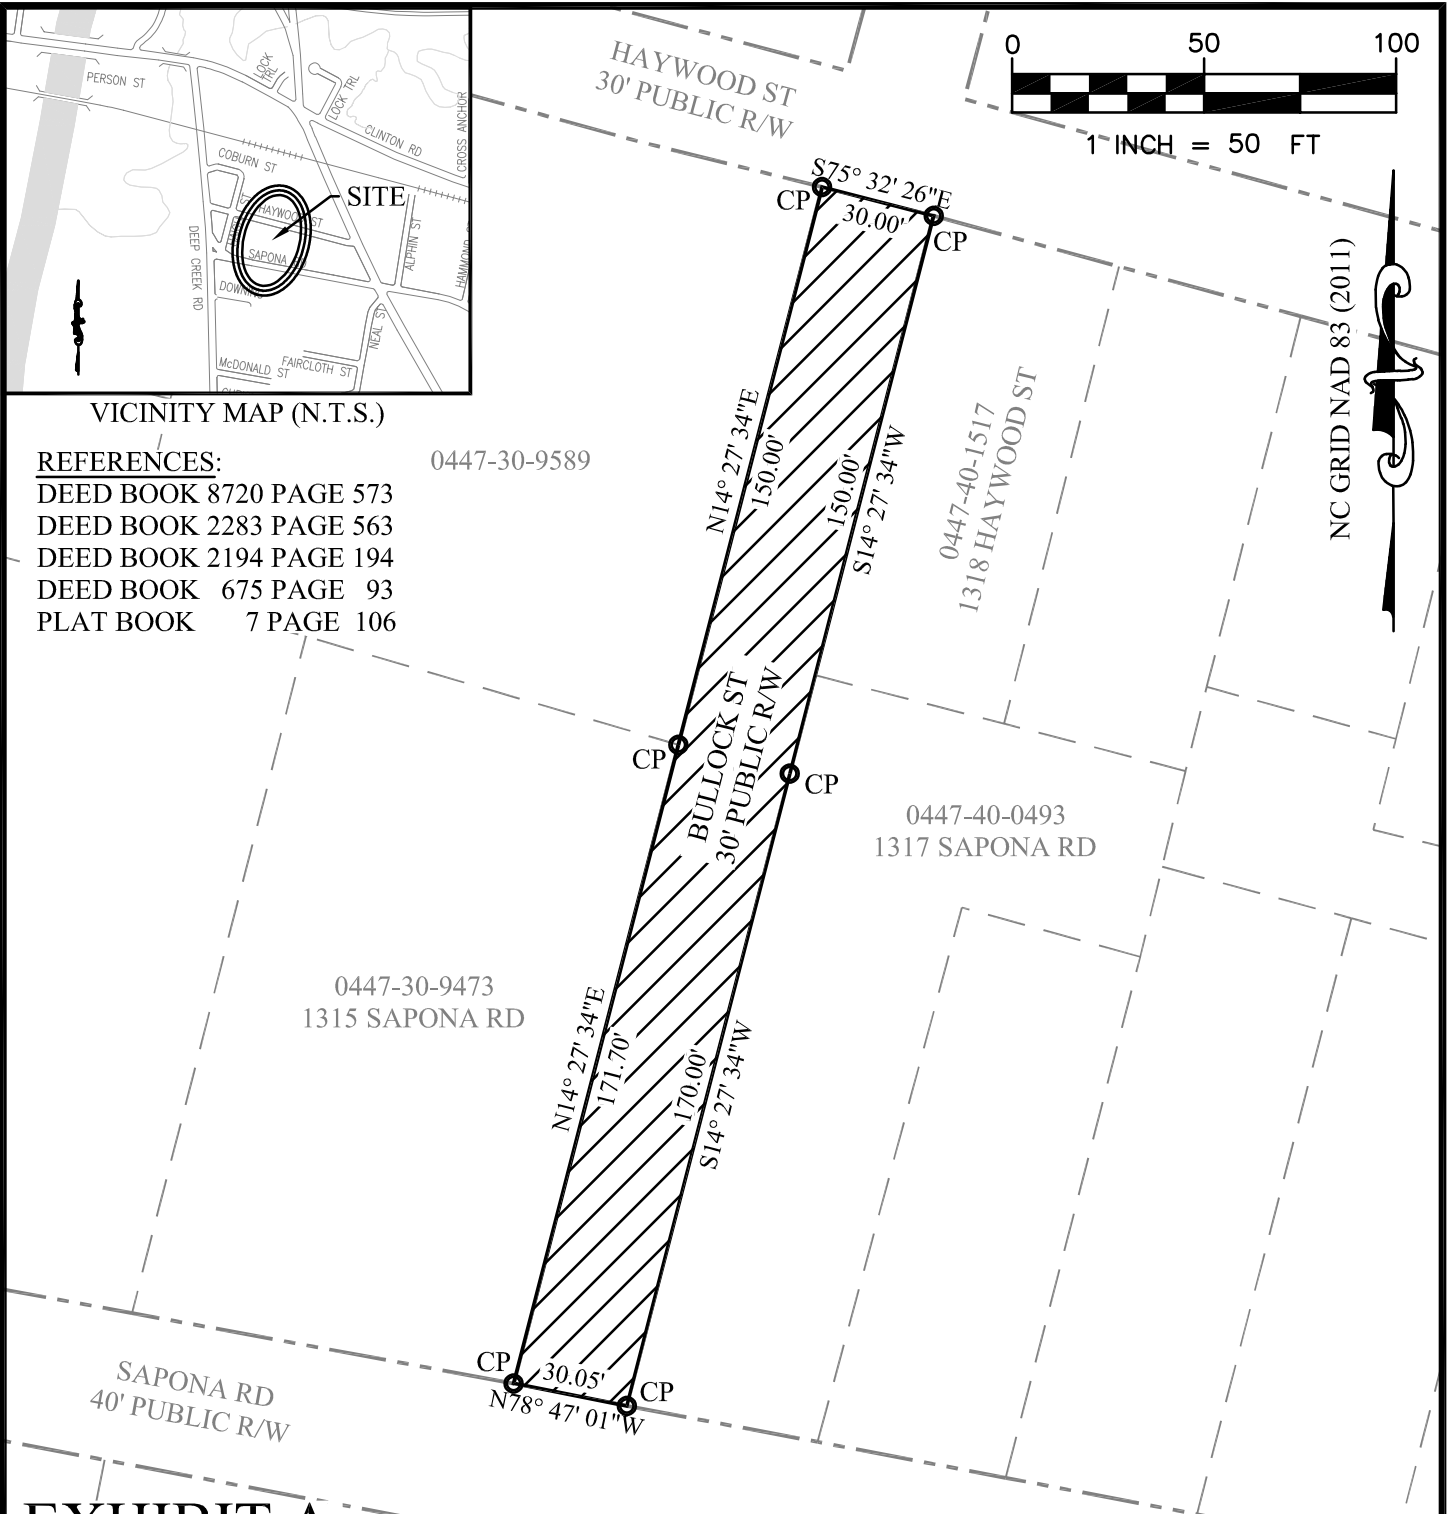 PERSON ST
LOCK TRL
LOCK TRL
CLINTON RD
CROSS ANCHOR
COBURN ST
HAYWOOD ST
SITE
SAPONA
ALPHIN ST
DEEP CREEK RD
NEAL ST
McDONALD ST
FAIRCLOTH ST
VICINITY MAP (N.T.S.)
REFERENCES:
DEED BOOK 8720 PAGE 573
DEED BOOK 2283 PAGE 563
DEED BOOK 2194 PAGE 194
DEED BOOK 675 PAGE 93
PLAT BOOK 7 PAGE 106
HAYWOOD ST
30' PUBLIC R/W
0 50 100
1 INCH = 50 FT
NC GRID NAD 83 (2011)
S75° 32' 26"E
30.00'
CP
CP
N14° 27' 34"E
150.00'
150.00'
S14° 27' 34"W
0447-30-9589
0447-40-1517
1318 HAYWOOD ST
CP
BULLOCK ST
30' PUBLIC R/W
CP
0447-40-0493
1317 SAPONA RD
0447-30-9473
1315 SAPONA RD
N14° 27' 34"E
171.70'
170.00'
S14° 27' 34"W
CP
30.05'
CP
N78° 47' 01"W
SAPONA RD
40' PUBLIC R/W
EXHIBIT A